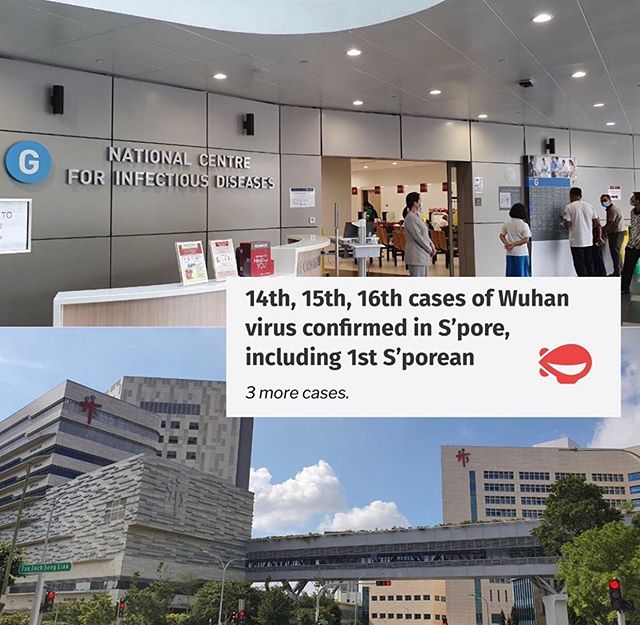 G
NATIONAL CENTRE
FOR INFECTIOUS DISEASES
TO
G
14th, 15th, 16th cases of Wuhan
virus confirmed in S’pore,
including 1st S’porean
3 more cases.
Tan Tock Seng Link